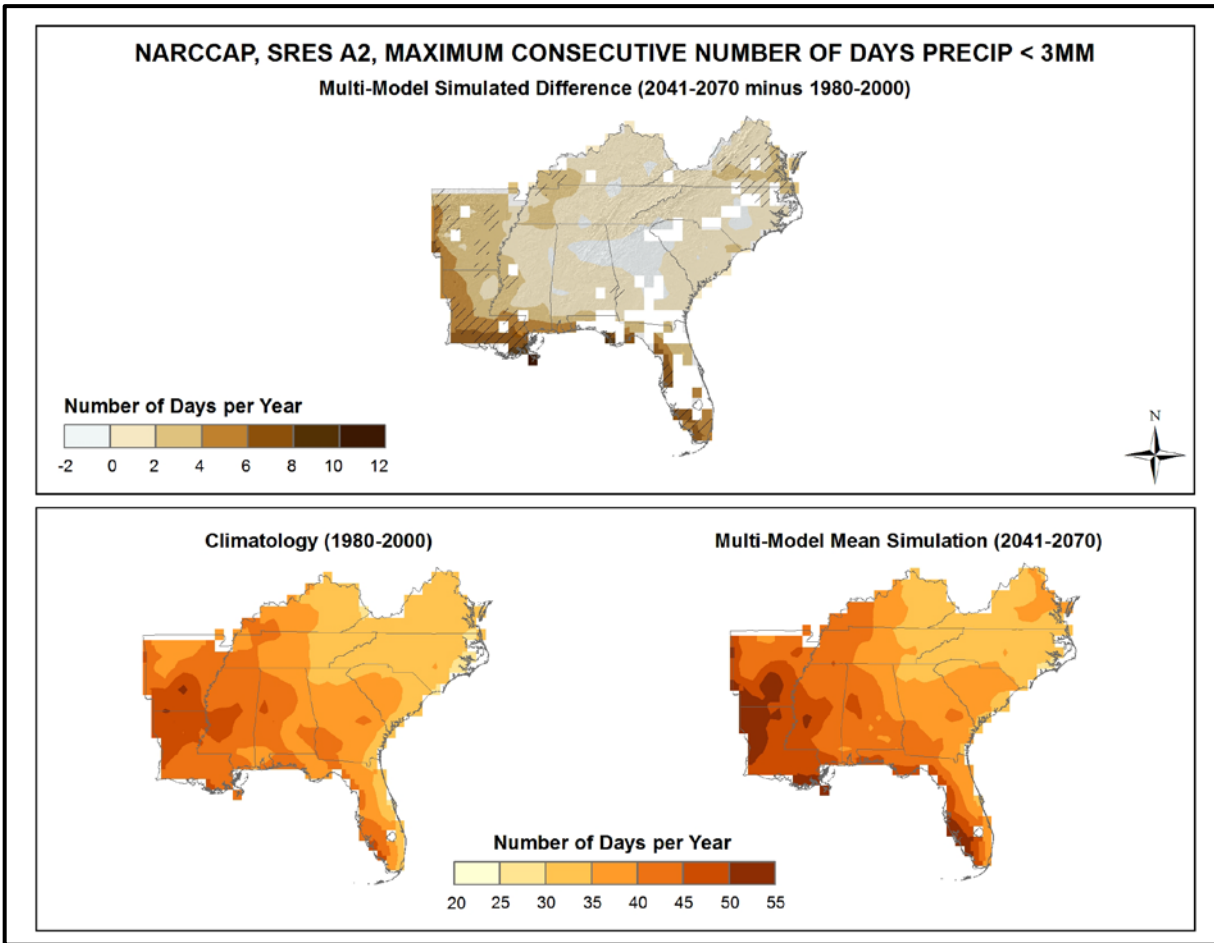 NARCCAP, SRES A2, MAXIMUM CONSECUTIVE NUMBER OF DAYS PRECIP < 3MM
Multi-Model Simulated Difference (2041-2070 minus 1980-2000)
Number of Days per Year
-2 0 2 4 6 8 10 12
N
Climatology (1980-2000)
Multi-Model Mean Simulation (2041-2070)
Number of Days per Year
20 25 30 35 40 45 50 55